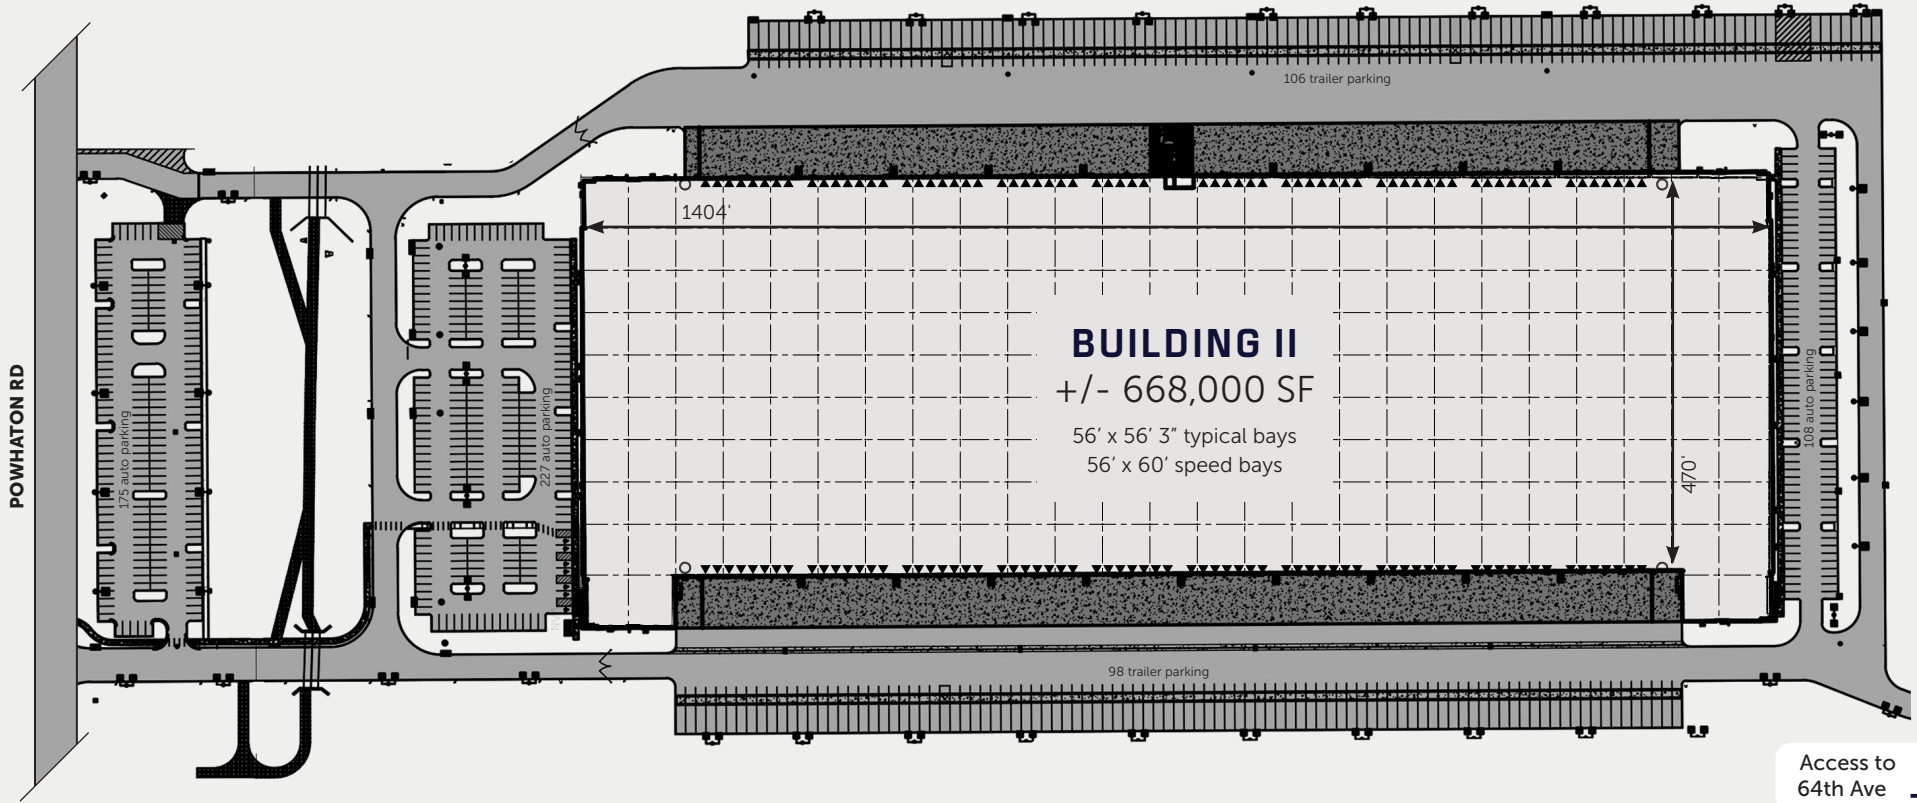 106 trailer parking
1404'
POWHATON RD
175 auto parking
227 auto parking
BUILDING II
+/- 668,000 SF
56’ x 56’ 3” typical bays
56’ x 60’ speed bays
470'
108 auto parking
98 trailer parking
Access to
64th Ave